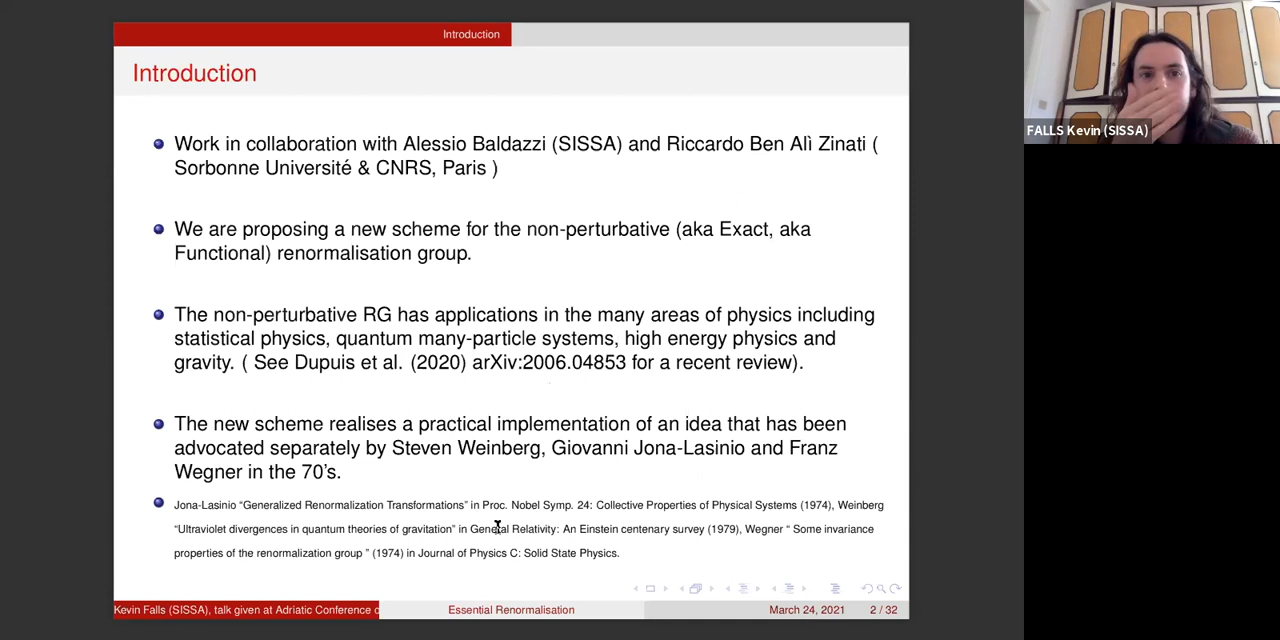 Introduction
Introduction
Work in collaboration with Alessio Baldazzi (SISSA) and Riccardo Ben Alì Zinati (
Sorbonne Université & CNRS, Paris )
We are proposing a new scheme for the non-perturbative (aka Exact, aka
Functional) renormalisation group.
The non-perturbative RG has applications in the many areas of physics including
statistical physics, quantum many-particle systems, high energy physics and
gravity. ( See Dupuis et al. (2020) arXiv:2006.04853 for a recent review).
The new scheme realises a practical implementation of an idea that has been
advocated separately by Steven Weinberg, Giovanni Jona-Lasinio and Franz
Wegner in the 70's.
Jona-Lasinio “Generalized Renormalization Transformations” in Proc. Nobel Symp. 24: Collective Properties of Physical Systems (1974), Weinberg
“Ultraviolet divergences in quantum theories of gravitation” in General Relativity: An Einstein centenary survey (1979), Wegner “ Some invariance
properties of the renormalization group ” (1974) in Journal of Physics C: Solid State Physics.
Kevin Falls (SISSA), talk given at Adriatic Conference o
Essential Renormalisation
March 24, 2021
2 / 32
FALLS Kevin (SISSA)